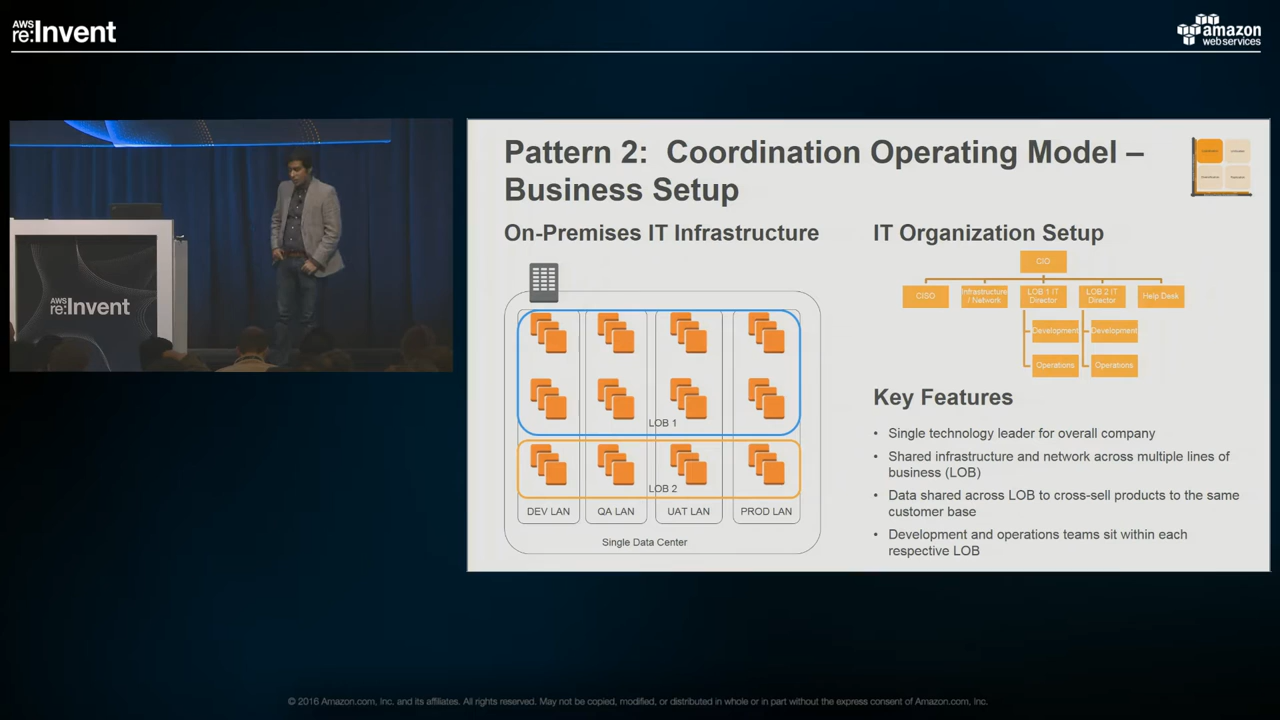 AWS
re:Invent
amazon
web services
AWS
re:Invent
Pattern 2: Coordination Operating Model –
Business Setup
On-Premises IT Infrastructure
LOB 1
LOB 2
DEV LAN
QA LAN
UAT LAN
PROD LAN
Single Data Center
IT Organization Setup
CIO
CISO
Infrastructure
/ Network
LOB 1 IT
Director
LOB 2 IT
Director
Help Desk
Development
Development
Operations
Operations
Key Features
• Single technology leader for overall company
• Shared infrastructure and network across multiple lines of
business (LOB)
• Data shared across LOB to cross-sell products to the same
customer base
• Development and operations teams sit within each
respective LOB
© 2016 Amazon.com, Inc. and its affiliates. All rights reserved. May not be copied, modified, or distributed in whole or in part without the express consent of Amazon.com, Inc.